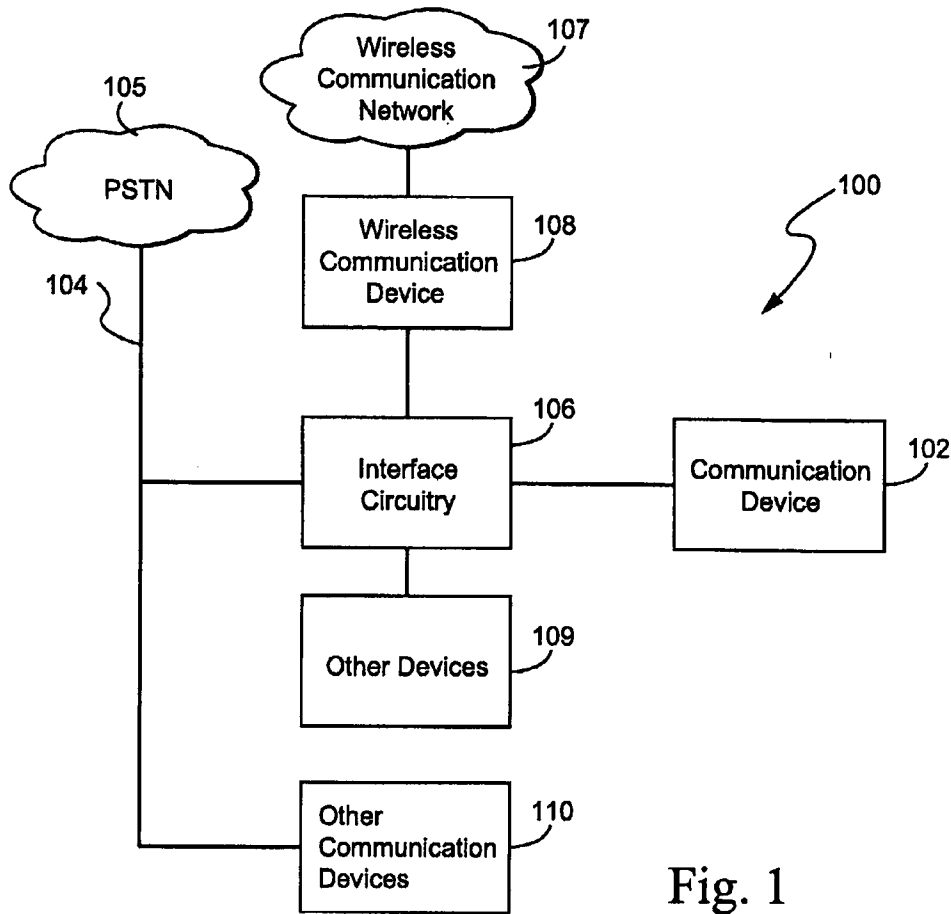 107
Wireless
Communication
Network
105
PSTN
100
108
Wireless
Communication
Device
104
106
Interface
Circuitry
102
Communication
Device
109
Other Devices
110
Other
Communication
Devices
Fig. 1